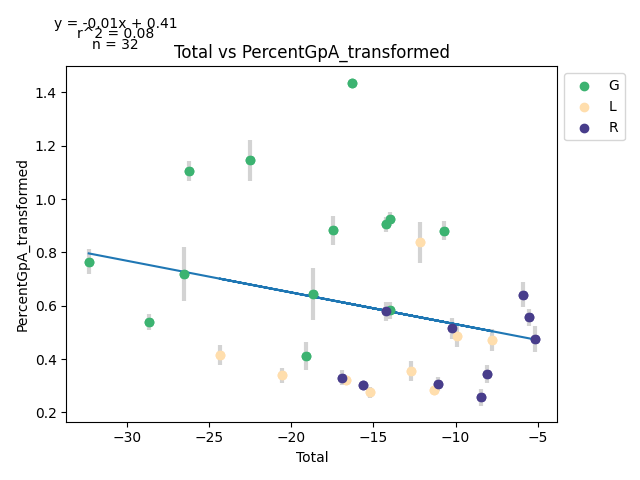 y = -0.01x + 0.41
r^2 = 0.08
n = 32
Total vs PercentGpA_transformed
G
L
R
PercentGpA_transformed
1.4
1.2
1.0
0.8
0.6
0.4
0.2
−30
−25
−20
−15
−10
−5
Total